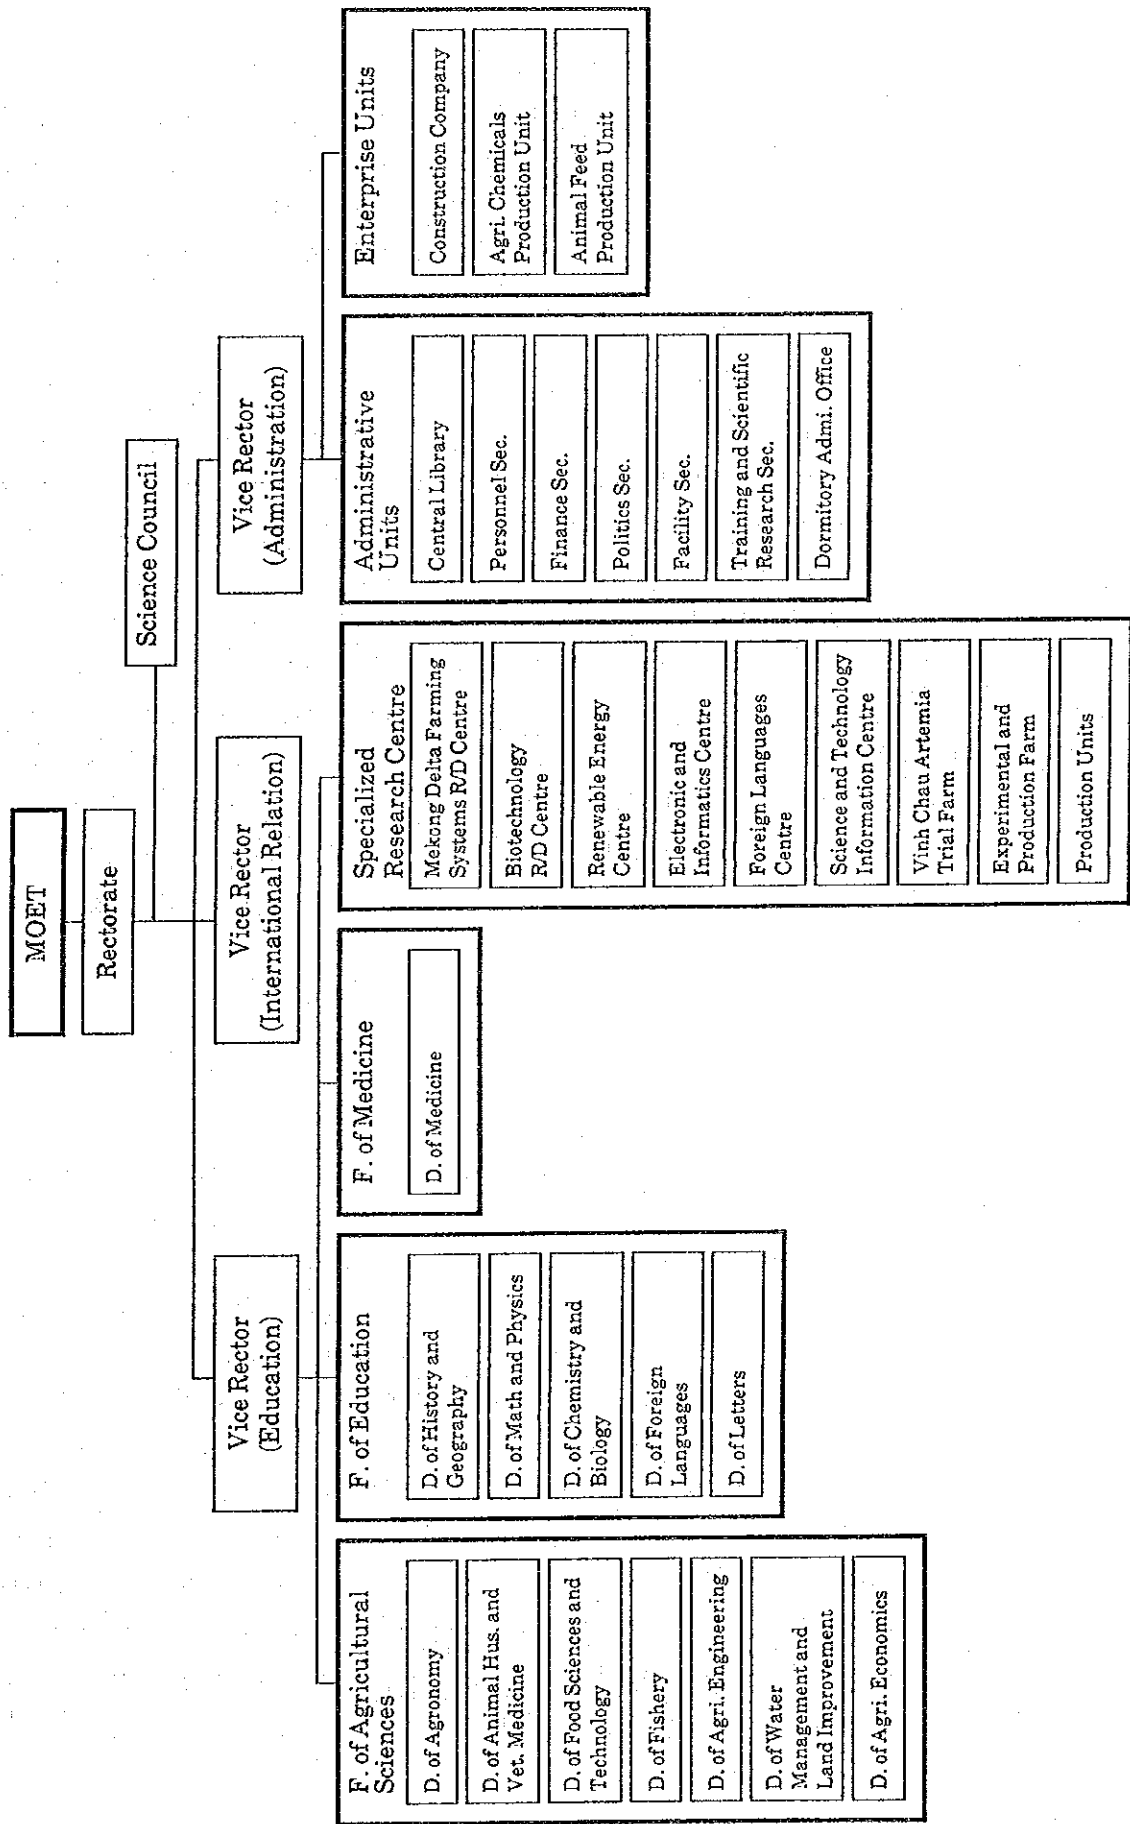 MOET
Rectorate
Science Council
Vice Rector
(Education)
Vice Rector
(International Relation)
Vice Rector
(Administration)
F. of Agricultural
Sciences
D. of Agronomy
D. of Animal Hus. and
Vet. Medicine
D. of Food Sciences and
Technology
D. of Fishery
D. of Agri. Engineering
D. of Water
Management and
Land Improvement
D. of Agri. Economics
F. of Education
D. of History and
Geography
D. of Math and Physics
D. of Chemistry and
Biology
D. of Foreign
Languages
D. of Letters
F. of Medicine
D. of Medicine
Specialized
Research Centre
Mekong Delta Farming
Systems R/D Centre
Biotechnology
R/D Centre
Renewable Energy
Centre
Electronic and
Informatics Centre
Foreign Languages
Centre
Science and Technology
Information Centre
Vinh Chau Artemia
Trial Farm
Experimental and
Production Farm
Production Units
Administrative
Units
Central Library
Personnel Sec.
Finance Sec.
Politics Sec.
Facility Sec.
Training and Scientific
Research Sec.
Dormitory Admi. Office
Enterprise Units
Construction Company
Agri. Chemicals
Production Unit
Animal Feed
Production Unit